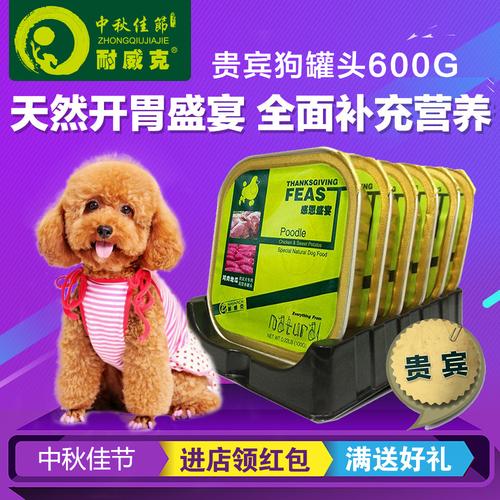 中秋佳節
ZHONGQIUJIAJIE
耐威克
贵宾狗罐头600G
天然开胃盛宴 全面补充营养
THANKSGIVING
FEAST
感恩盛宴
Poodle
Chicken & Sweet Potatos
Special Natural Dog Food
Everything From
natural
贵宾
中秋佳节
进店领红包
满送好礼